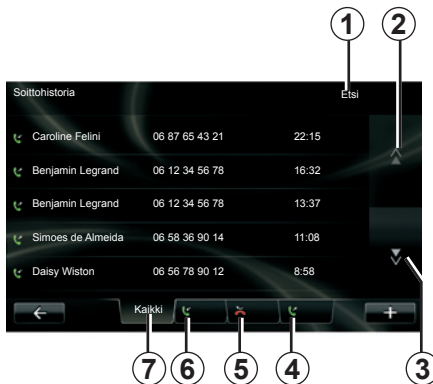 1 2
Soittohistoria Etsi
Caroline Felini 06 87 65 43 21 22:15
Benjamin Legrand 06 12 34 56 78 16:32
Benjamin Legrand 06 12 34 56 78 13:37
Simoes de Almeida 06 58 36 90 14 11:08
Daisy Wiston 06 56 78 90 12 8:58
Kaikki
7 6 5 4 3